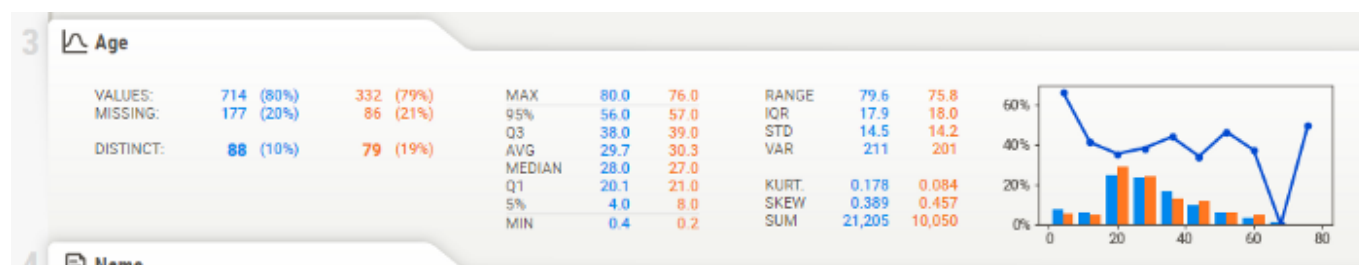 3 Age
VALUES: 714 (80%) 332 (79%)
MISSING: 177 (20%) 86 (21%)
DISTINCT: 88 (10%) 79 (19%)
MAX 80.0 76.0
95% 56.0 57.0
Q3 38.0 39.0
AVG 29.7 30.3
MEDIAN 28.0 27.0
Q1 20.1 21.0
5% 4.0 8.0
MIN 0.4 0.2
RANGE 79.6 75.8
IQR 17.9 18.0
STD 14.5 14.2
VAR 211 201
KURT. 0.178 0.084
SKEW 0.389 0.457
SUM 21,205 10,050
60%
40%
20%
0%
0 20 40 60 80
4 Name